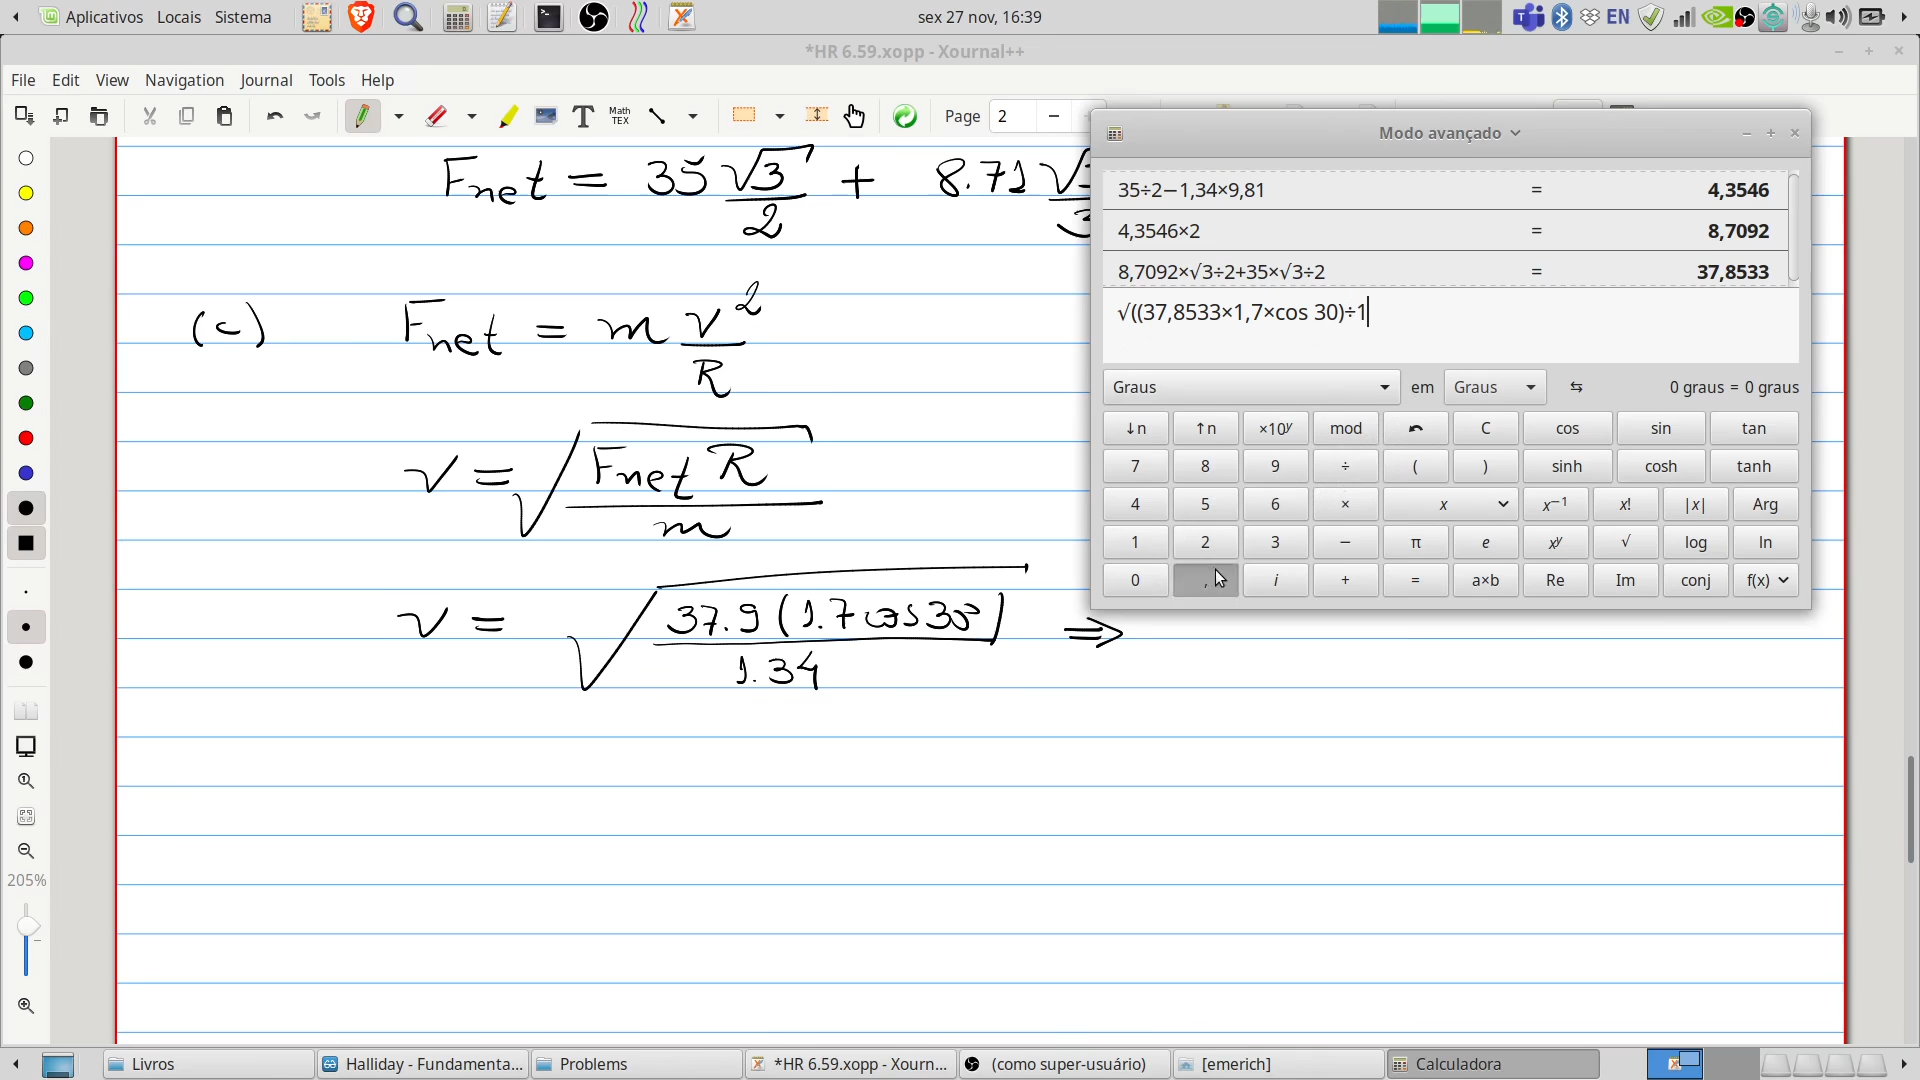 Aplicativos Locais Sistema
sex 27 nov, 16:39
EN
*HR 6.59.xopp - Xournal++
File Edit View Navigation Journal Tools Help
Math TEX
Page 2
Fnet = 35 √3/2 + 8.71
(c) Fnet = m v²/R
v = √(Fnet R / m)
v = √(37.9 (1.7 cos 30°) / 1.34) ⇒
Modo avançado
35÷2−1,34×9,81 = 4,3546
4,3546×2 = 8,7092
8,7092×√3÷2+35×√3÷2 = 37,8533
√((37,8533×1,7×cos 30)÷1
Graus em Graus ⇆ 0 graus = 0 graus
↓n ↑n ×10ʸ mod C cos sin tan
7 8 9 ÷ ( ) sinh cosh tanh
4 5 6 × x x⁻¹ x! |x| Arg
1 2 3 − π e xʸ √ log ln
0 , i + = a×b Re Im conj f(x)
205%
Livros
Halliday - Fundamenta...
Problems
*HR 6.59.xopp - Xourn...
(como super-usuário)
[emerich]
Calculadora